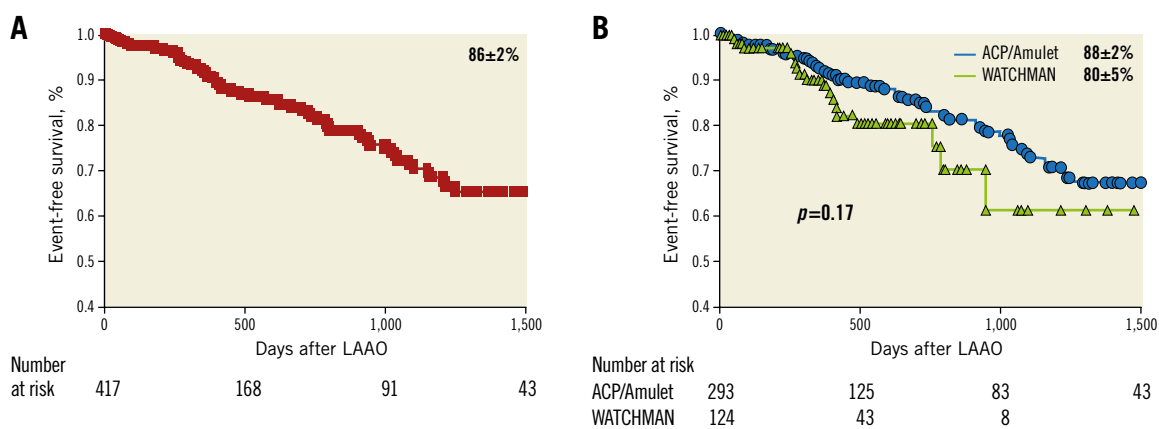 A
1.0
0.9
0.8
0.7
0.6
0.5
0.4
Event-free survival, %
86±2%
0
500
1,000
1,500
Days after LAAO
Number
at risk
417
168
91
43
B
1.0
0.9
0.8
0.7
0.6
0.5
0.4
Event-free survival, %
ACP/Amulet 88±2%
WATCHMAN 80±5%
p=0.17
0
500
1,000
1,500
Days after LAAO
Number at risk
ACP/Amulet 293 125 83 43
WATCHMAN 124 43 8